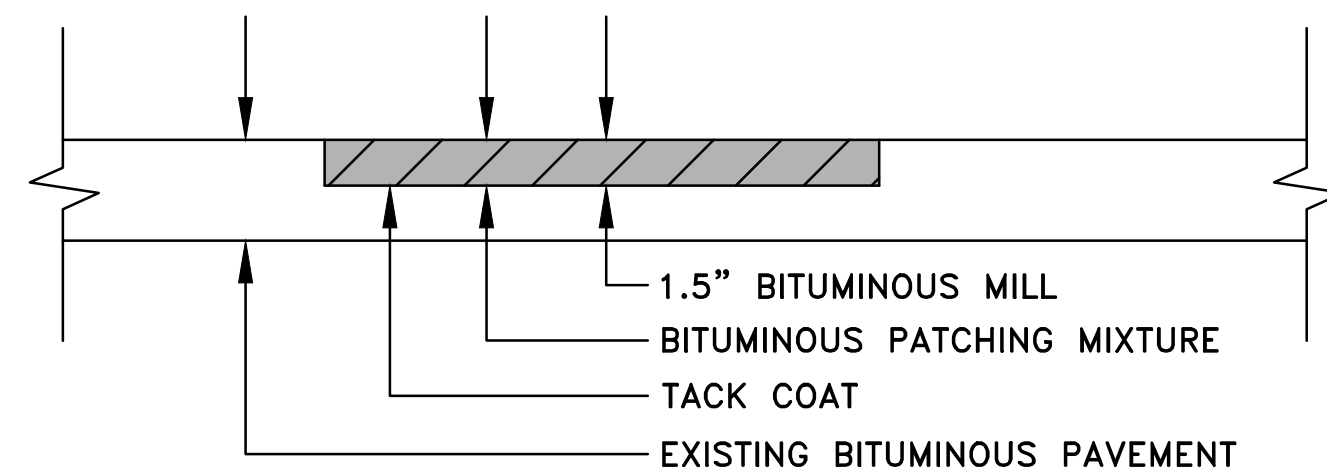 1.5” BITUMINOUS MILL
BITUMINOUS PATCHING MIXTURE
TACK COAT
EXISTING BITUMINOUS PAVEMENT